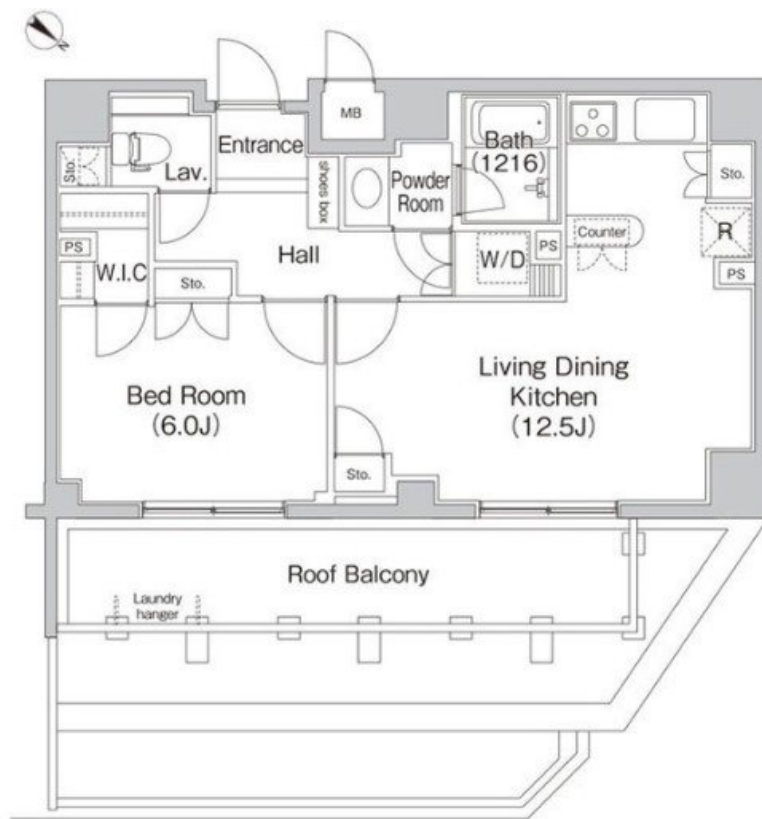 N
MB
Entrance
Bath
(1216)
Sto.
Lav.
shoes box
Powder
Room
Sto.
R
Counter
PS
W.I.C
Hall
W/D
PS
PS
Sto.
Bed Room
(6.0J)
Living Dining
Kitchen
(12.5J)
Sto.
Roof Balcony
Laundry
hanger